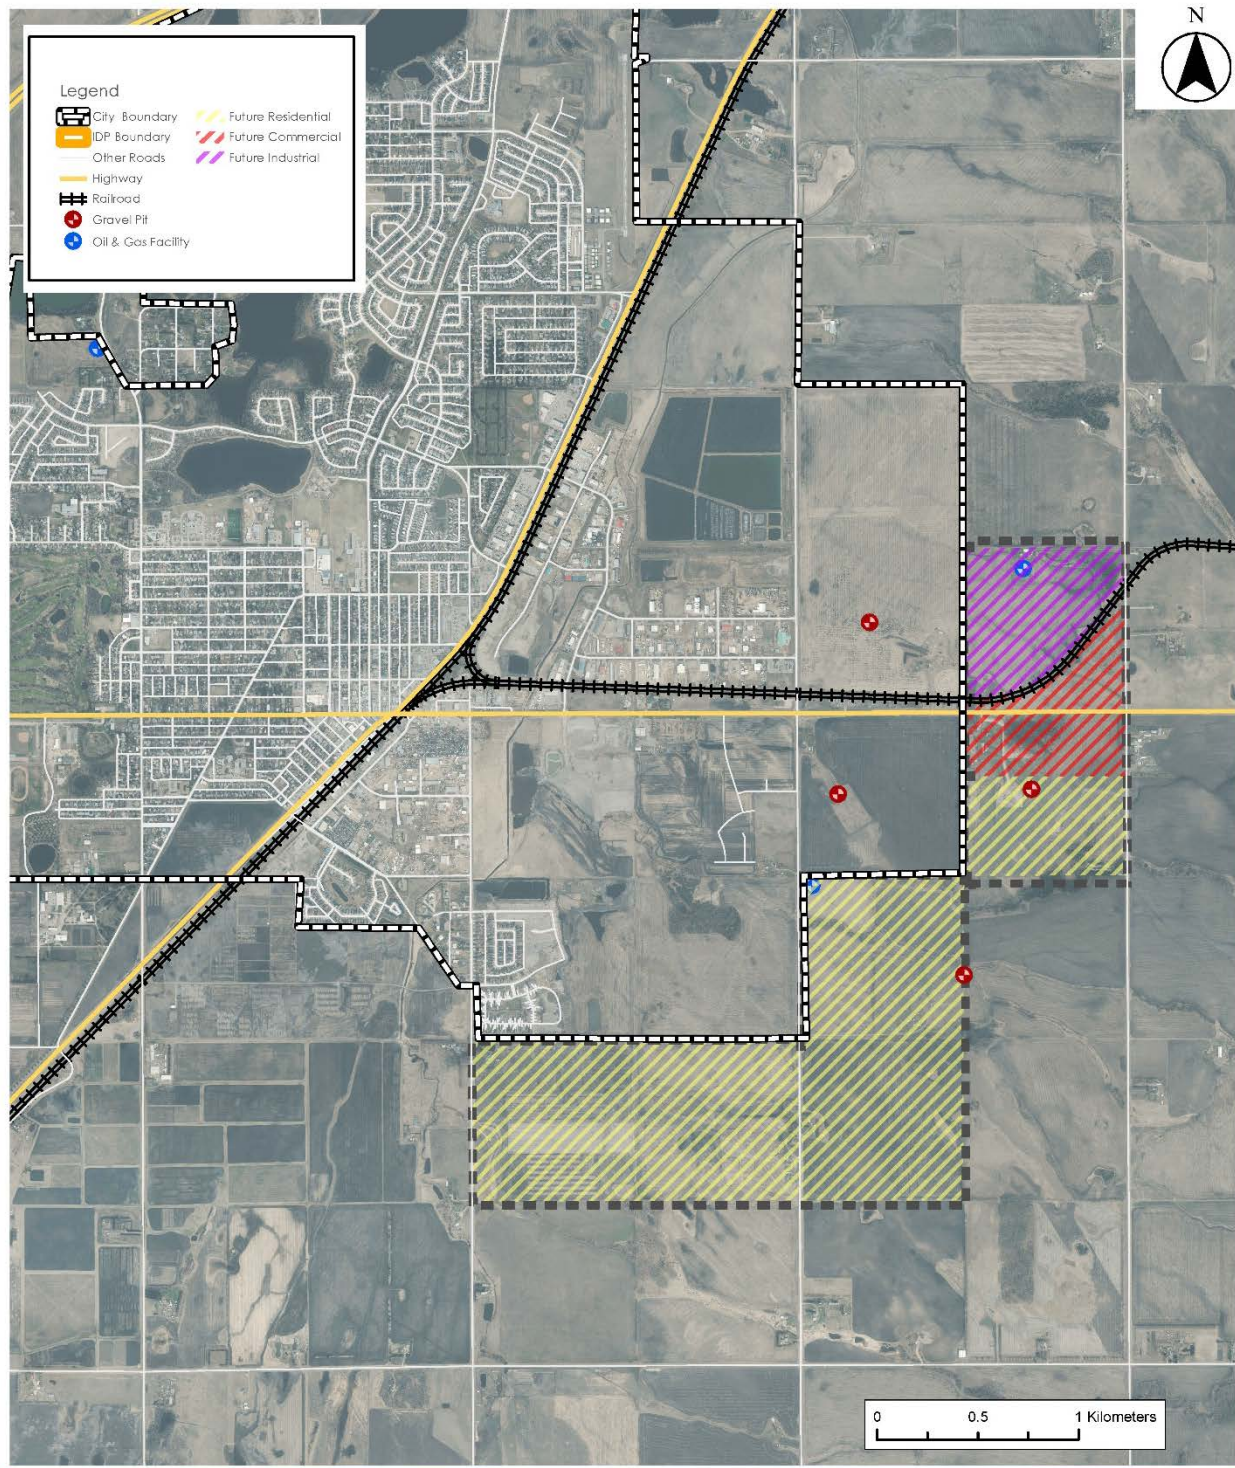 N
Legend
City Boundary
IDP Boundary
Other Roads
Highway
Railroad
Gravel Pit
Oil & Gas Facility
Future Residential
Future Commercial
Future Industrial
0 0.5 1 Kilometers